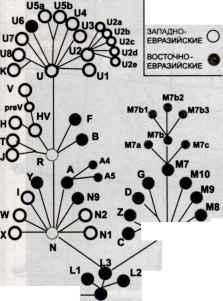 U5a U5b
U6 U4
U7 U3 U2a
U2b
U8 U2 U2c
U2d
K U2e
U U1
V
preV
H HV
T
J R
F
B
Y A A4
A5
I N9
W N2
X N N1
L3
L1 L2
ЗАПАДНО-
ЕВРАЗИЙСКИЕ
ВОСТОЧНО-
ЕВРАЗИЙСКИЕ
M7b2
M7b1 M7b3
M7b
M7a M7c
M7
G M10
D M9
Z M8
C